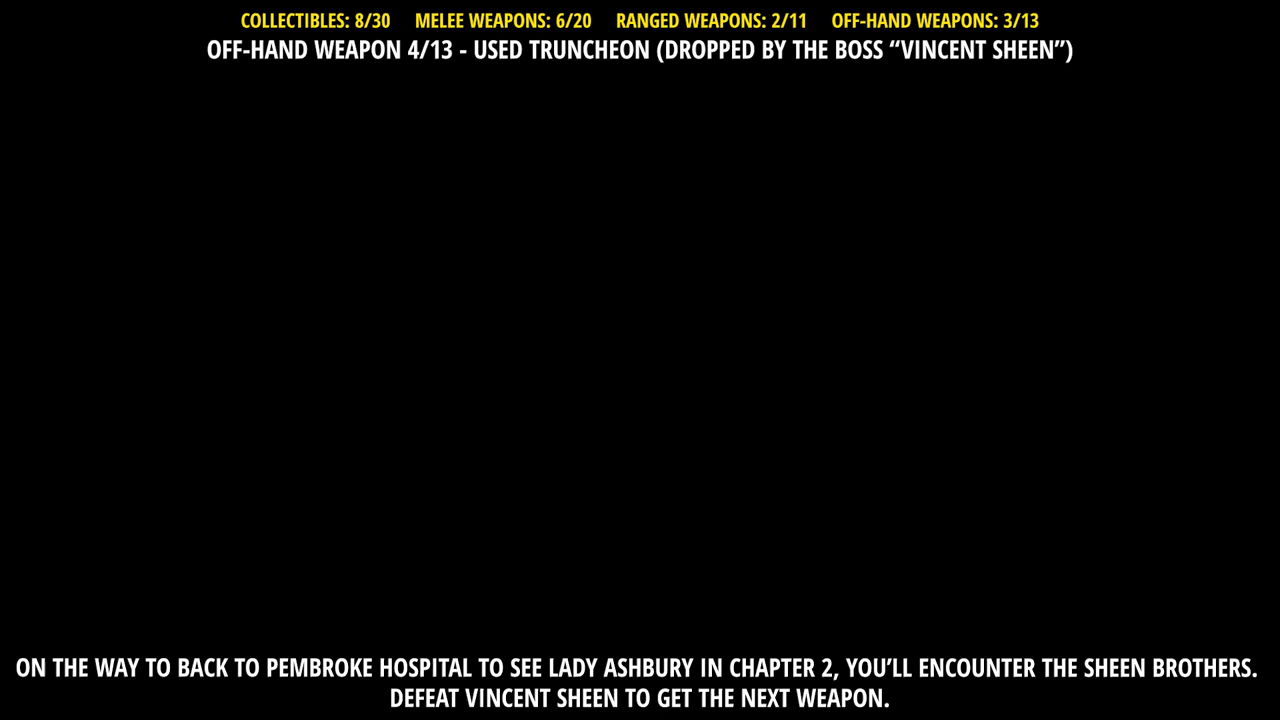 COLLECTIBLES: 8/30 MELEE WEAPONS: 6/20 RANGED WEAPONS: 2/11 OFF-HAND WEAPONS: 3/13
OFF-HAND WEAPON 4/13 - USED TRUNCHEON (DROPPED BY THE BOSS “VINCENT SHEEN”)
ON THE WAY TO BACK TO PEMBROKE HOSPITAL TO SEE LADY ASHBURY IN CHAPTER 2, YOU’LL ENCOUNTER THE SHEEN BROTHERS.
DEFEAT VINCENT SHEEN TO GET THE NEXT WEAPON.